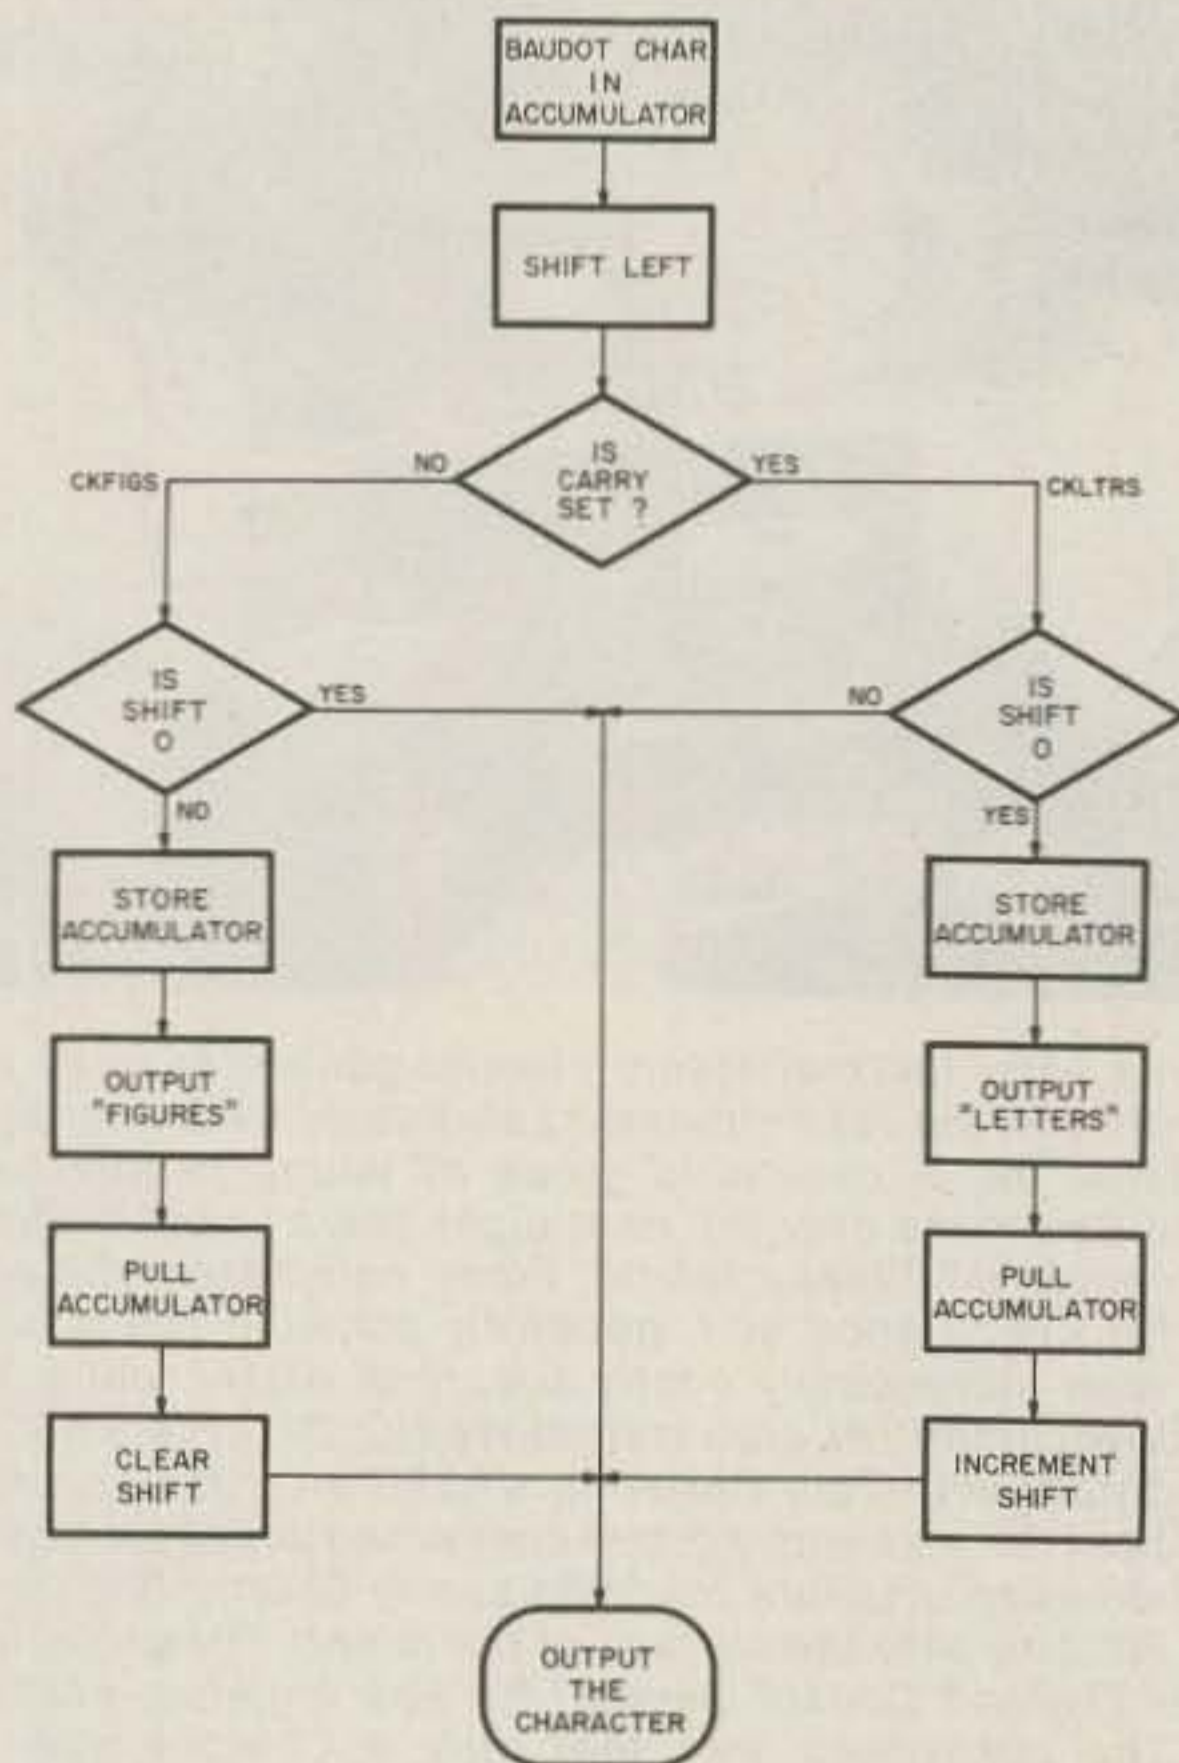 BAUDOT CHAR
IN
ACCUMULATOR
SHIFT LEFT
IS
CARRY
SET ?
NO
YES
CKFIGS
CKLTRS
IS
SHIFT
0
YES
NO
NO
IS
SHIFT
0
YES
STORE
ACCUMULATOR
STORE
ACCUMULATOR
OUTPUT
"FIGURES"
OUTPUT
"LETTERS"
PULL
ACCUMULATOR
PULL
ACCUMULATOR
CLEAR
SHIFT
INCREMENT
SHIFT
OUTPUT
THE
CHARACTER